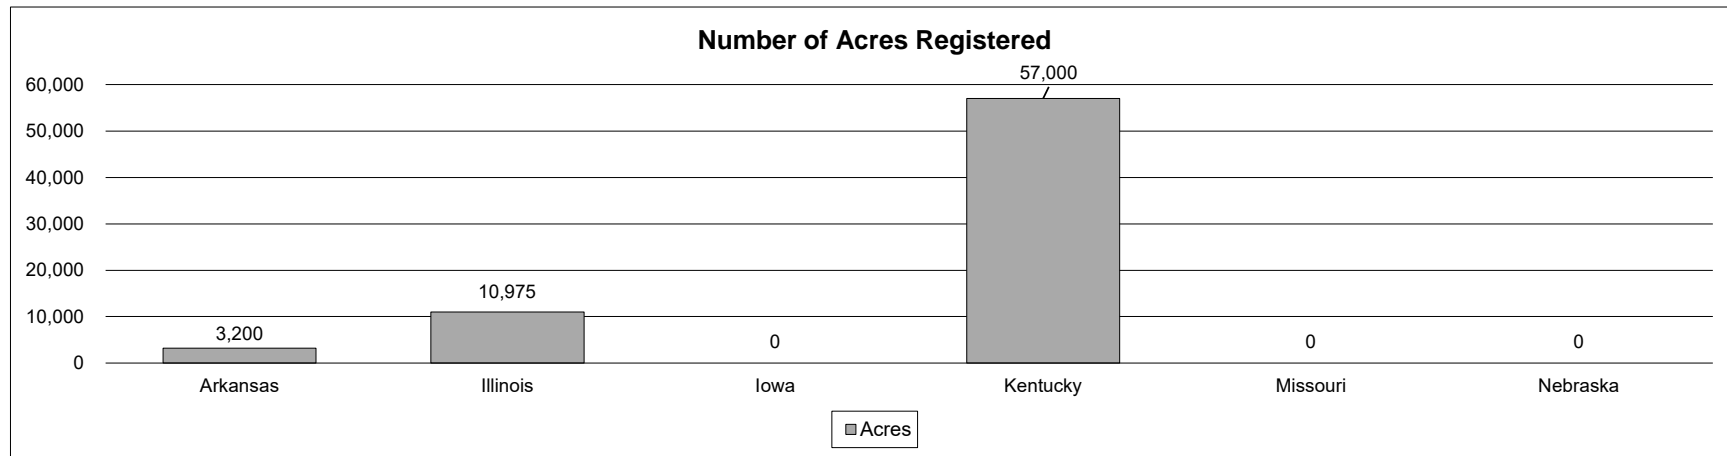 Number of Acres Registered
57,000
60,000
50,000
40,000
30,000
20,000
10,975
10,000
3,200
0
0
0
0
Arkansas
Illinois
Iowa
Kentucky
Missouri
Nebraska
Acres